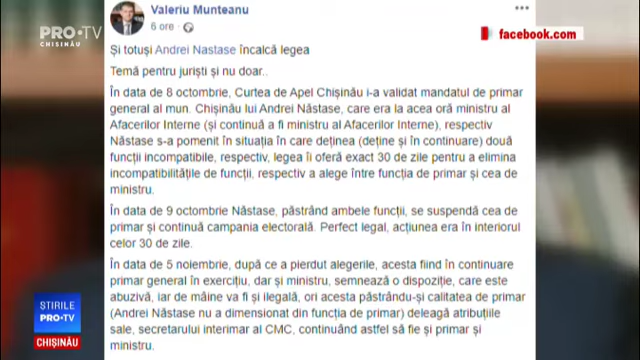 PRO•TV
CHIȘINĂU
Valeriu Munteanu
6 ore
facebook.com
Și totuși Andrei Nastase încalcă legea
Temă pentru juriști și nu doar..
În data de 8 octombrie, Curtea de Apel Chișinău i-a validat mandatul de primar
general al mun. Chișinău lui Andrei Năstase, care era la acea oră ministru al
Afacerilor Interne (și continuă a fi ministru al Afacerilor Interne), respectiv
Năstase s-a pomenit în situația în care deținea (deține și în continuare) două
funcții incompatibile, respectiv, legea îi oferă exact 30 de zile pentru a elimina
incompatibilitățile de funcții, respectiv a alege între funcția de primar și cea de
ministru.
În data de 9 octombrie Năstase, păstrând ambele funcții, se suspendă cea de
primar și continuă campania electorală. Perfect legal, acțiunea era în interiorul
celor 30 de zile.
În data de 5 noiembrie, după ce a pierdut alegerile, acesta fiind în continuare
primar general în exercițiu, dar și ministru, semnează o dispoziție, care este
abuzivă, iar de mâine va fi și ilegală, ori acesta păstrându-și calitatea de primar
(Andrei Năstase nu a dimensionat din funcția de primar) deleagă atribuțiile
sale, secretarului interimar al CMC, continuând astfel să fie și primar și
ministru.
ȘTIRILE
PRO•TV
CHIȘINĂU